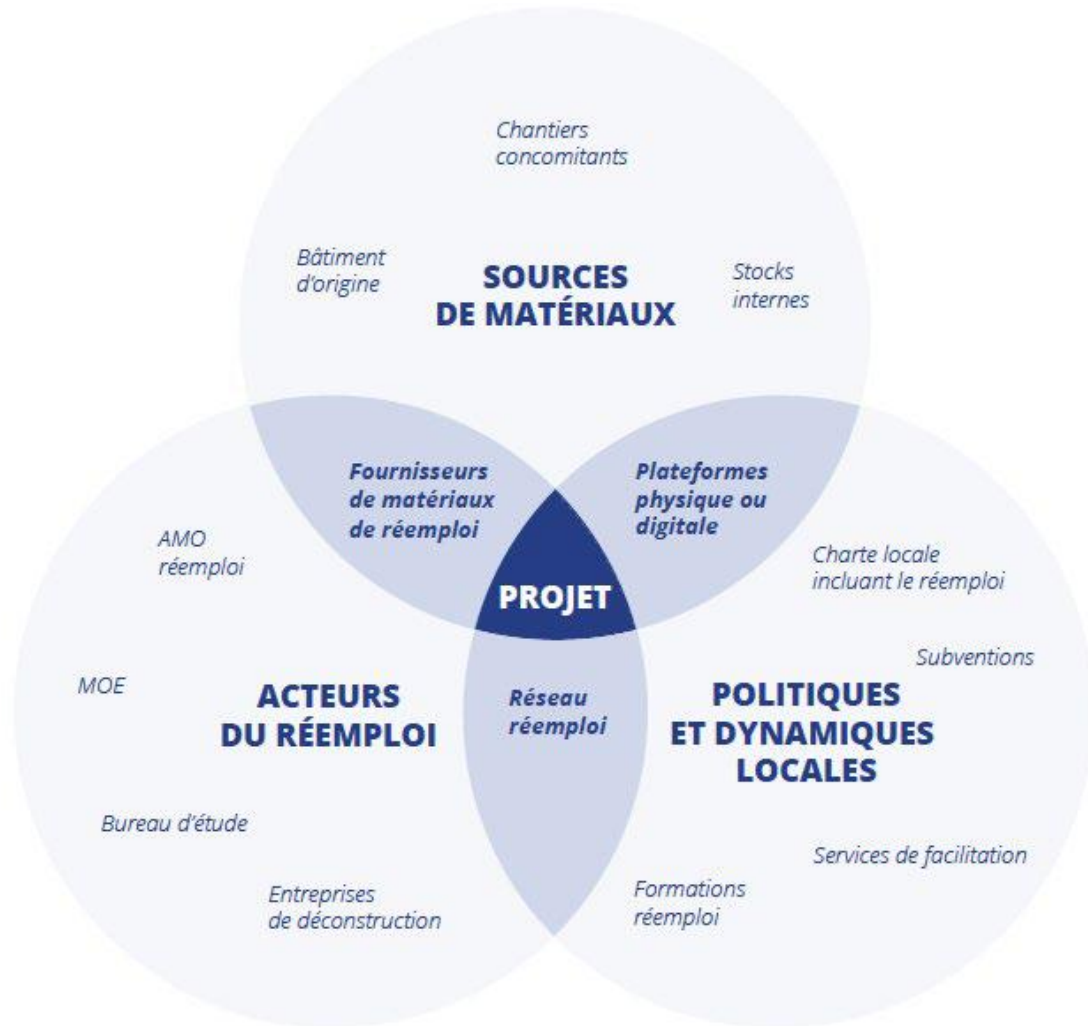 Chantiers
concomitants
Bâtiment
d'origine
SOURCES
DE MATÉRIAUX
Stocks
internes
Fournisseurs
de matériaux
de réemploi
Plateformes
physique ou
digitale
AMO
réemploi
PROJET
Charte locale
incluant le réemploi
Subventions
MOE
ACTEURS
DU RÉEMPLOI
Réseau
réemploi
POLITIQUES
ET DYNAMIQUES
LOCALES
Bureau d'étude
Services de facilitation
Entreprises
de déconstruction
Formations
réemploi